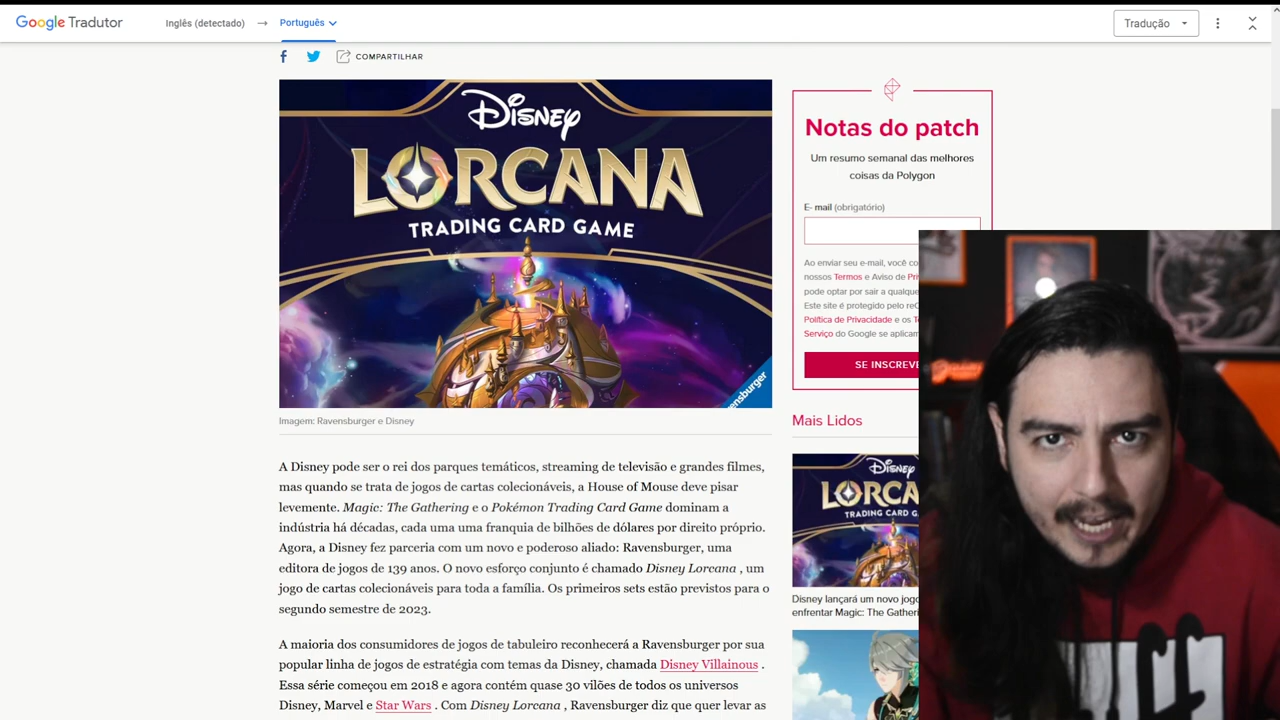 Google Tradutor
Inglês (detectado) → Português
Tradução
COMPARTILHAR
Disney
LORCANA
TRADING CARD GAME
Imagem: Ravensburger e Disney
A Disney pode ser o rei dos parques temáticos, streaming de televisão e grandes filmes,
mas quando se trata de jogos de cartas colecionáveis, a House of Mouse deve pisar
levemente. Magic: The Gathering e o Pokémon Trading Card Game dominam a
indústria há décadas, cada uma uma franquia de bilhões de dólares por direito próprio.
Agora, a Disney fez parceria com um novo e poderoso aliado: Ravensburger, uma
editora de jogos de 139 anos. O novo esforço conjunto é chamado Disney Lorcana , um
jogo de cartas colecionáveis para toda a família. Os primeiros sets estão previstos para o
segundo semestre de 2023.
A maioria dos consumidores de jogos de tabuleiro reconhecerá a Ravensburger por sua
popular linha de jogos de estratégia com temas da Disney, chamada Disney Villainous .
Essa série começou em 2018 e agora contém quase 30 vilões de todos os universos
Disney, Marvel e Star Wars . Com Disney Lorcana , Ravensburger diz que quer levar as
Notas do patch
Um resumo semanal das melhores
coisas da Polygon
E- mail (obrigatório)
Ao enviar seu e-mail, você
nossos Termos e Aviso de
pode optar por sair a qualque
Este site é protegido pelo
Política de Privacidade e os
Serviço do Google se aplicam
SE INSCREVE
Mais Lidos
Disney
TRADING CAR
Disney lançará um novo jogo
enfrentar Magic: The Gatheri